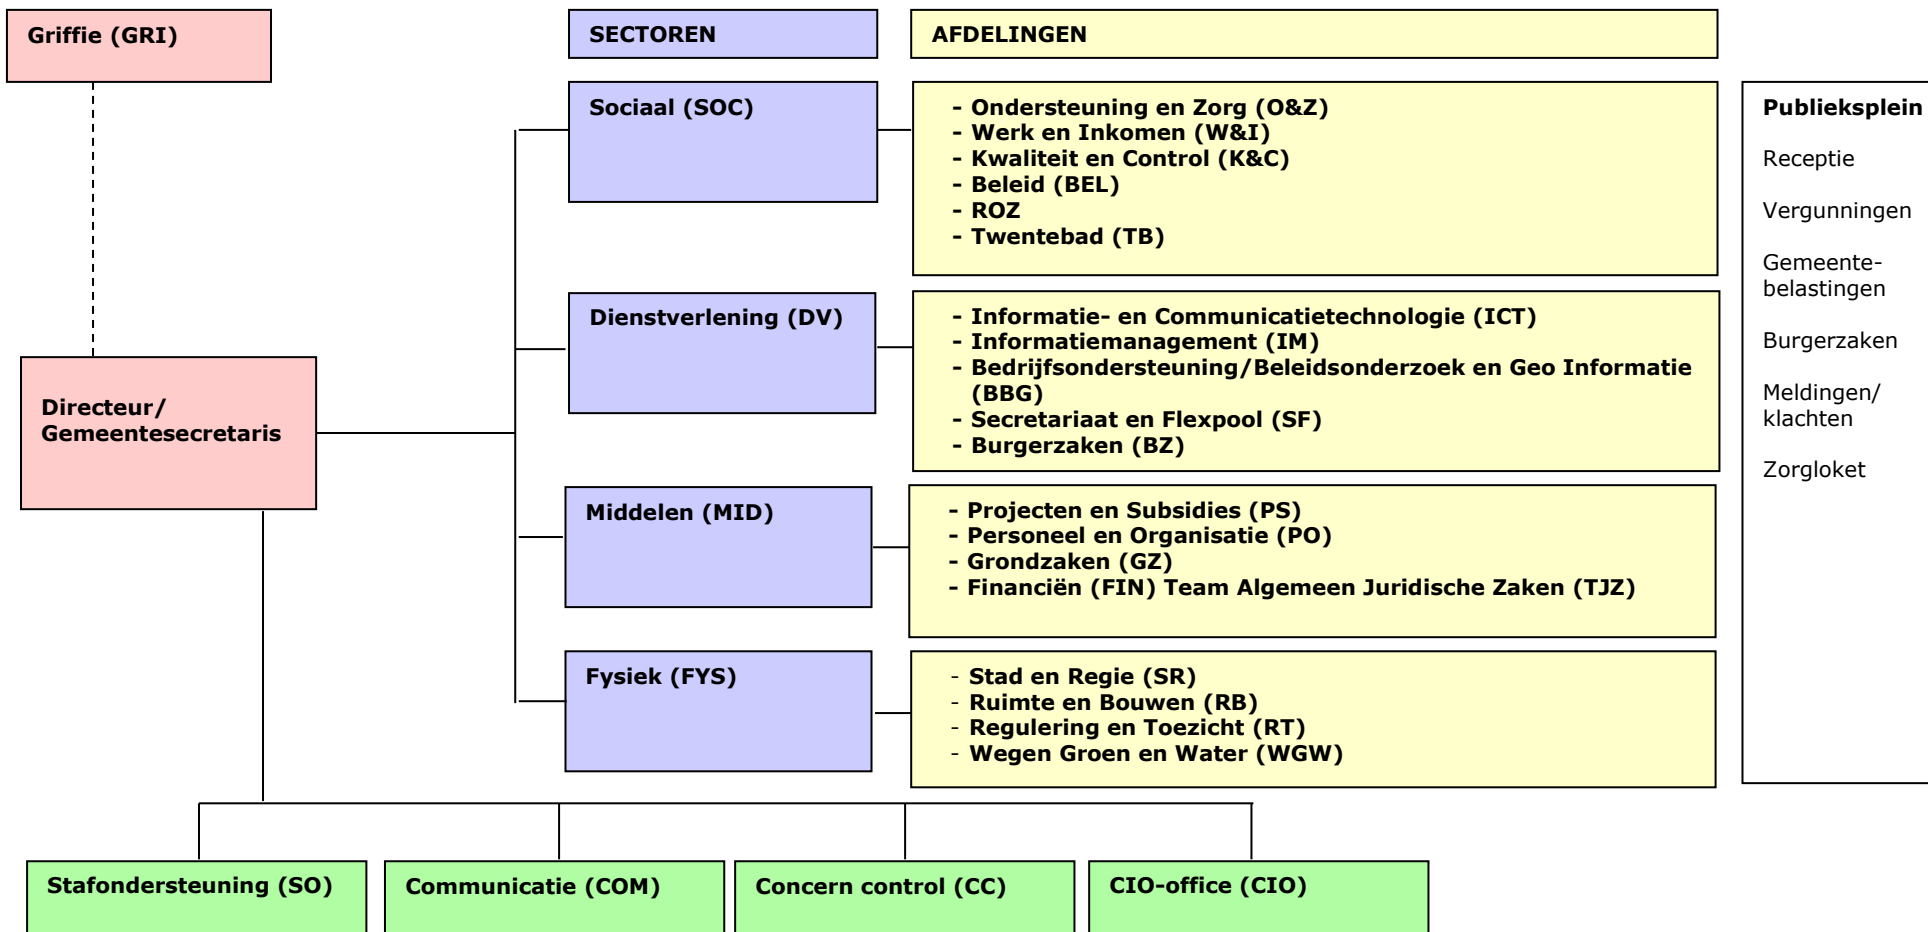 Griffie (GRI)
SECTOREN
AFDELINGEN
Sociaal (SOC)
- Ondersteuning en Zorg (O&Z)
- Werk en Inkomen (W&I)
- Kwaliteit en Control (K&C)
- Beleid (BEL)
- ROZ
- Twentebad (TB)
Dienstverlening (DV)
- Informatie- en Communicatietechnologie (ICT)
- Informatiemanagement (IM)
- Bedrijfsondersteuning/Beleidsonderzoek en Geo Informatie
(BBG)
- Secretariaat en Flexpool (SF)
- Burgerzaken (BZ)
Directeur/
Gemeentesecretaris
Middelen (MID)
- Projecten en Subsidies (PS)
- Personeel en Organisatie (PO)
- Grondzaken (GZ)
- Financiën (FIN) Team Algemeen Juridische Zaken (TJZ)
Fysiek (FYS)
- Stad en Regie (SR)
- Ruimte en Bouwen (RB)
- Regulering en Toezicht (RT)
- Wegen Groen en Water (WGW)
Publieksplein
Receptie
Vergunningen
Gemeente-
belastingen
Burgerzaken
Meldingen/
klachten
Zorgloket
Stafondersteuning (SO)
Communicatie (COM)
Concern control (CC)
CIO-office (CIO)